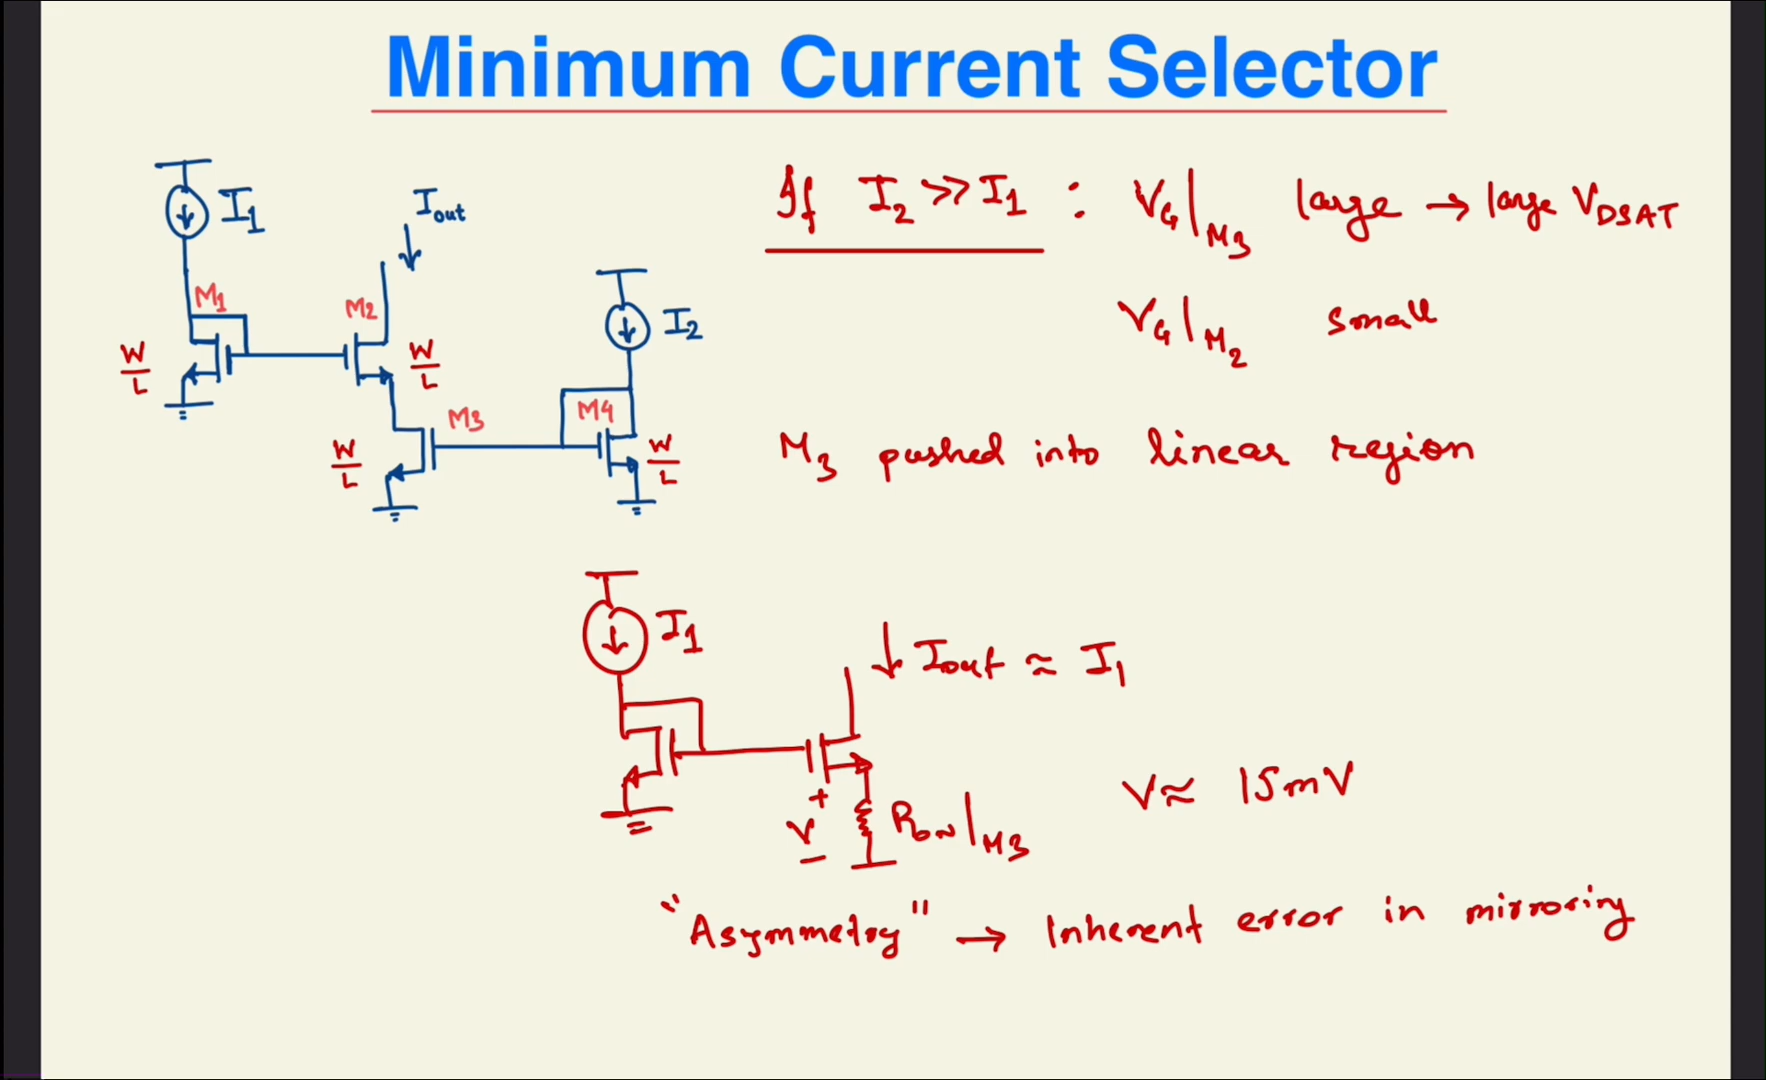 Minimum Current Selector
I1
Iout
M1
M2
W/L
W/L
I2
M3
M4
W/L
W/L
If I2 >> I1 : VG|M3 large → large VDSAT
VG|M2 small
M3 pushed into linear region
I1
Iout ≈ I1
+
V
−
RON|M3
V ≈ 15mV
"Asymmetry" → Inherent error in mirroring